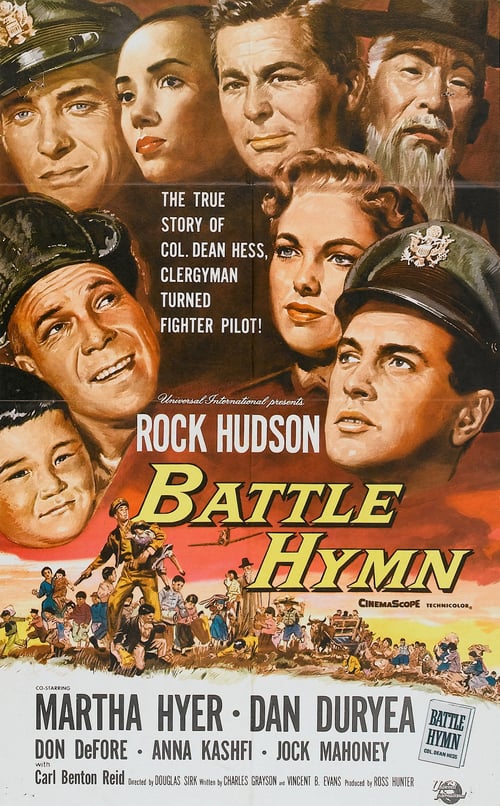 THE TRUE
STORY OF
COL. DEAN HESS,
CLERGYMAN
TURNED
FIGHTER PILOT!
Universal-International presents
ROCK HUDSON
BATTLE
HYMN
CINEMASCOPE TECHNICOLOR
CO-STARRING
MARTHA HYER • DAN DURYEA
DON DeFORE • ANNA KASHFI • JOCK MAHONEY
with
Carl Benton Reid Directed by DOUGLAS SIRK Written by CHARLES GRAYSON and VINCENT B. EVANS Produced by ROSS HUNTER
BATTLE
HYMN
COL. DEAN HESS